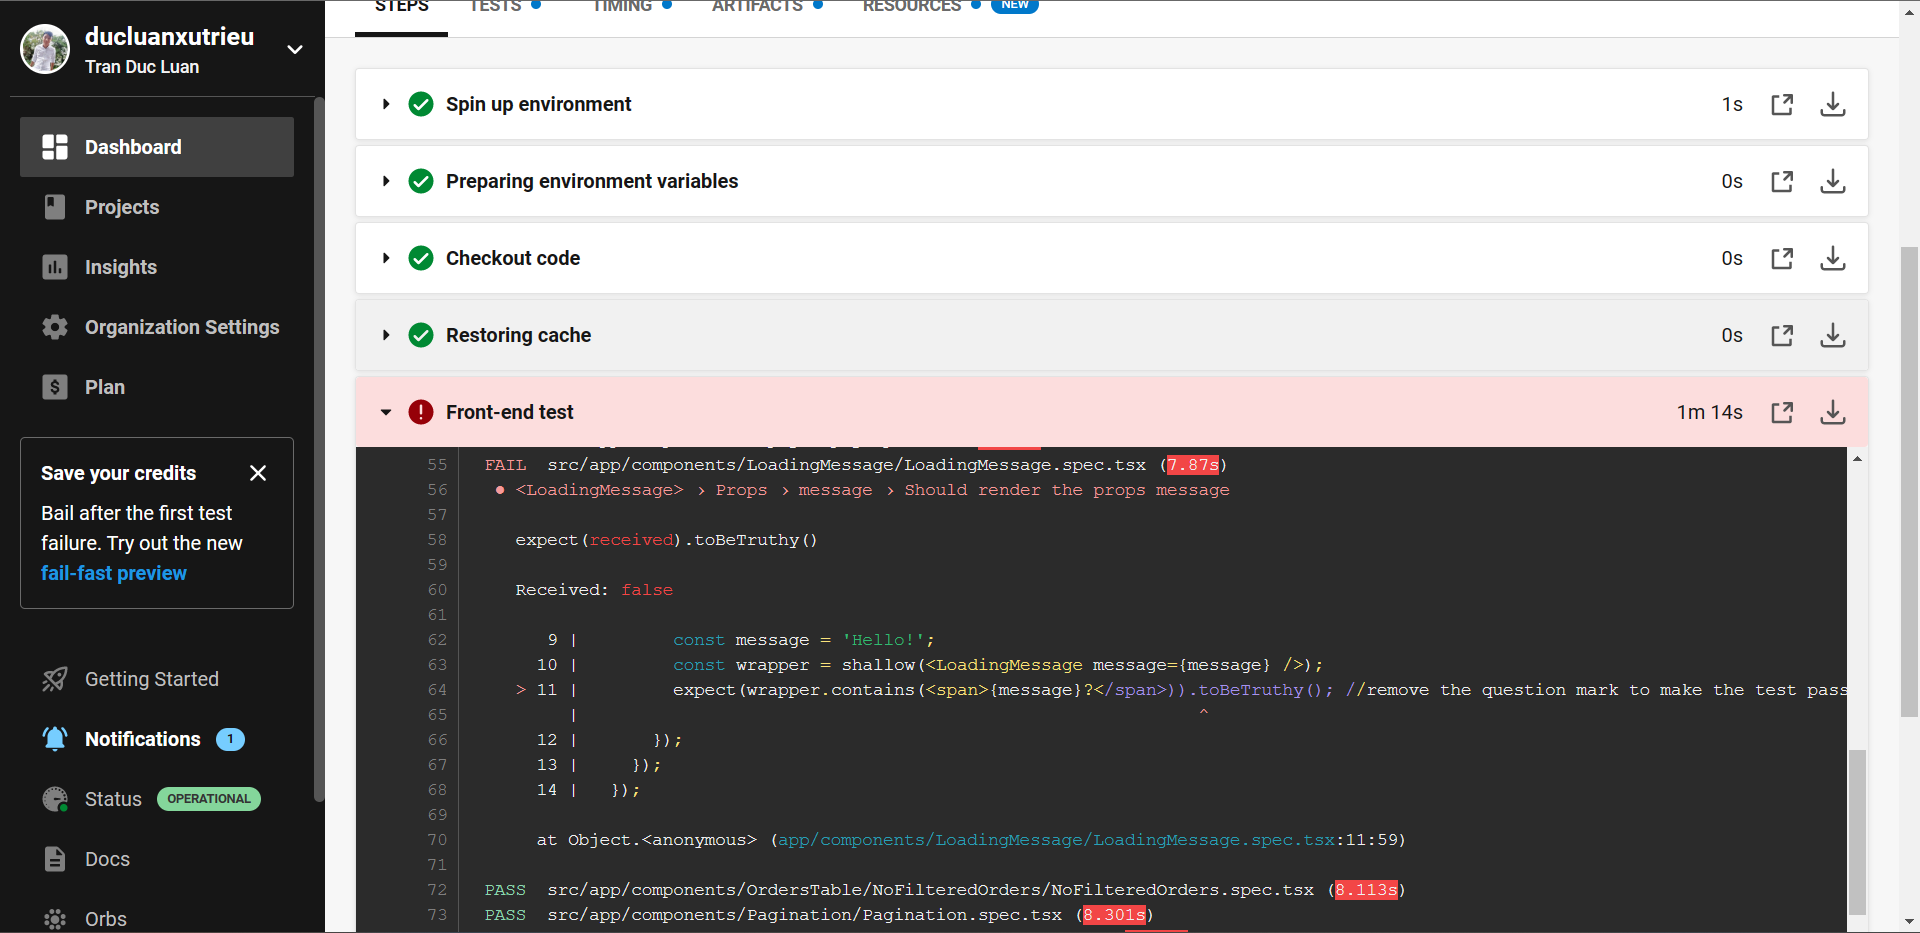 ducluanxutrieu
Tran Duc Luan
Dashboard
Projects
Insights
Organization Settings
Plan
Save your credits
Bail after the first test
failure. Try out the new
fail-fast preview
Getting Started
Notifications 1
Status OPERATIONAL
Docs
Orbs
STEPS TESTS TIMING ARTIFACTS RESOURCES NEW
Spin up environment 1s
Preparing environment variables 0s
Checkout code 0s
Restoring cache 0s
Front-end test 1m 14s
55 FAIL src/app/components/LoadingMessage/LoadingMessage.spec.tsx (7.87s)
56 ● <LoadingMessage> › Props › message › Should render the props message
57
58 expect(received).toBeTruthy()
59
60 Received: false
61
62 9 | const message = 'Hello!';
63 10 | const wrapper = shallow(<LoadingMessage message={message} />);
64 > 11 | expect(wrapper.contains(<span>{message}?</span>)).toBeTruthy(); //remove the question mark to make the test pass
65 | ^
66 12 | });
67 13 | });
68 14 | });
69
70 at Object.<anonymous> (app/components/LoadingMessage/LoadingMessage.spec.tsx:11:59)
71
72 PASS src/app/components/OrdersTable/NoFilteredOrders/NoFilteredOrders.spec.tsx (8.113s)
73 PASS src/app/components/Pagination/Pagination.spec.tsx (8.301s)